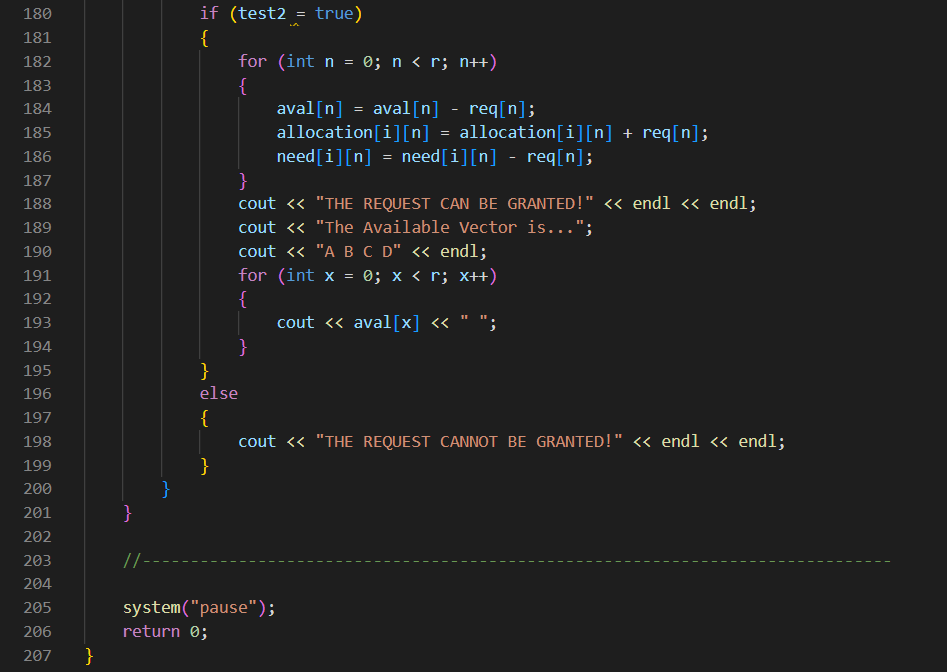 180 if (test2 = true)
181 {
182 for (int n = 0; n < r; n++)
183 {
184 aval[n] = aval[n] - req[n];
185 allocation[i][n] = allocation[i][n] + req[n];
186 need[i][n] = need[i][n] - req[n];
187 }
188 cout << "THE REQUEST CAN BE GRANTED!" << endl << endl;
189 cout << "The Available Vector is...";
190 cout << "A B C D" << endl;
191 for (int x = 0; x < r; x++)
192 {
193 cout << aval[x] << " ";
194 }
195 }
196 else
197 {
198 cout << "THE REQUEST CANNOT BE GRANTED!" << endl << endl;
199 }
200 }
201 }
202
203 //------------------------------------------------------------------------------
204
205 system("pause");
206 return 0;
207 }